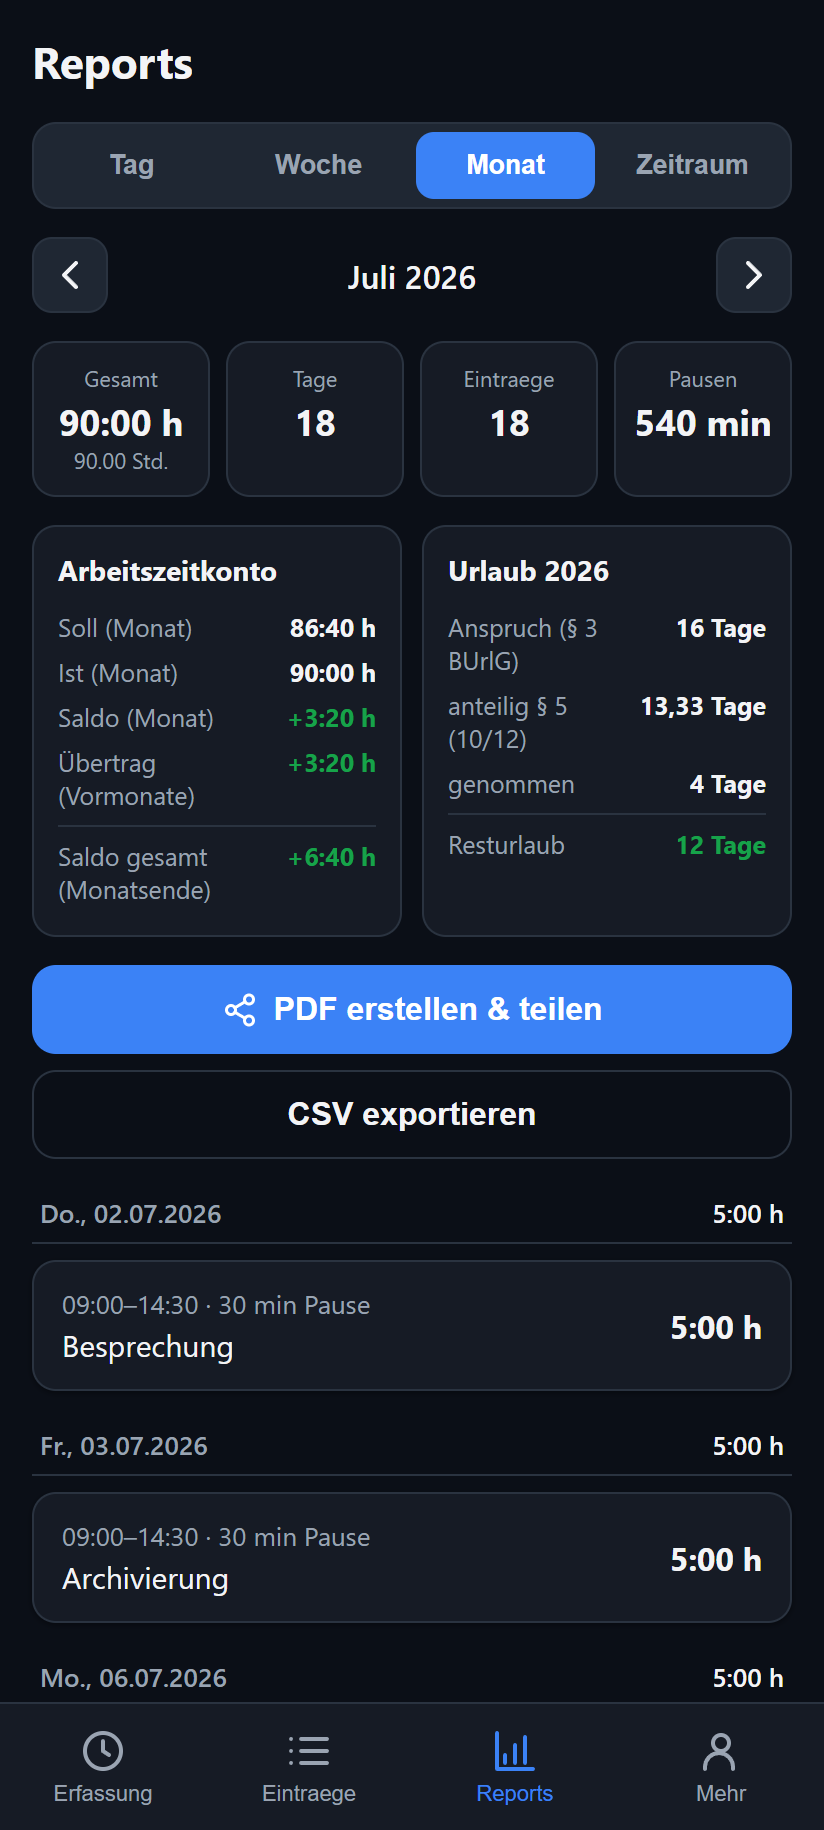 Reports
Tag Woche Monat Zeitraum
Juli 2026
Gesamt
90:00 h
90.00 Std.
Tage
18
Eintraege
18
Pausen
540 min
Arbeitszeitkonto
Soll (Monat) 86:40 h
Ist (Monat) 90:00 h
Saldo (Monat) +3:20 h
Übertrag +3:20 h
(Vormonate)
Saldo gesamt +6:40 h
(Monatsende)
Urlaub 2026
Anspruch (§ 3 16 Tage
BUrlG)
anteilig § 5 13,33 Tage
(10/12)
genommen 4 Tage
Resturlaub 12 Tage
PDF erstellen & teilen
CSV exportieren
Do., 02.07.2026 5:00 h
09:00–14:30 · 30 min Pause
Besprechung
5:00 h
Fr., 03.07.2026 5:00 h
09:00–14:30 · 30 min Pause
Archivierung
5:00 h
Mo., 06.07.2026 5:00 h
Erfassung Eintraege Reports Mehr